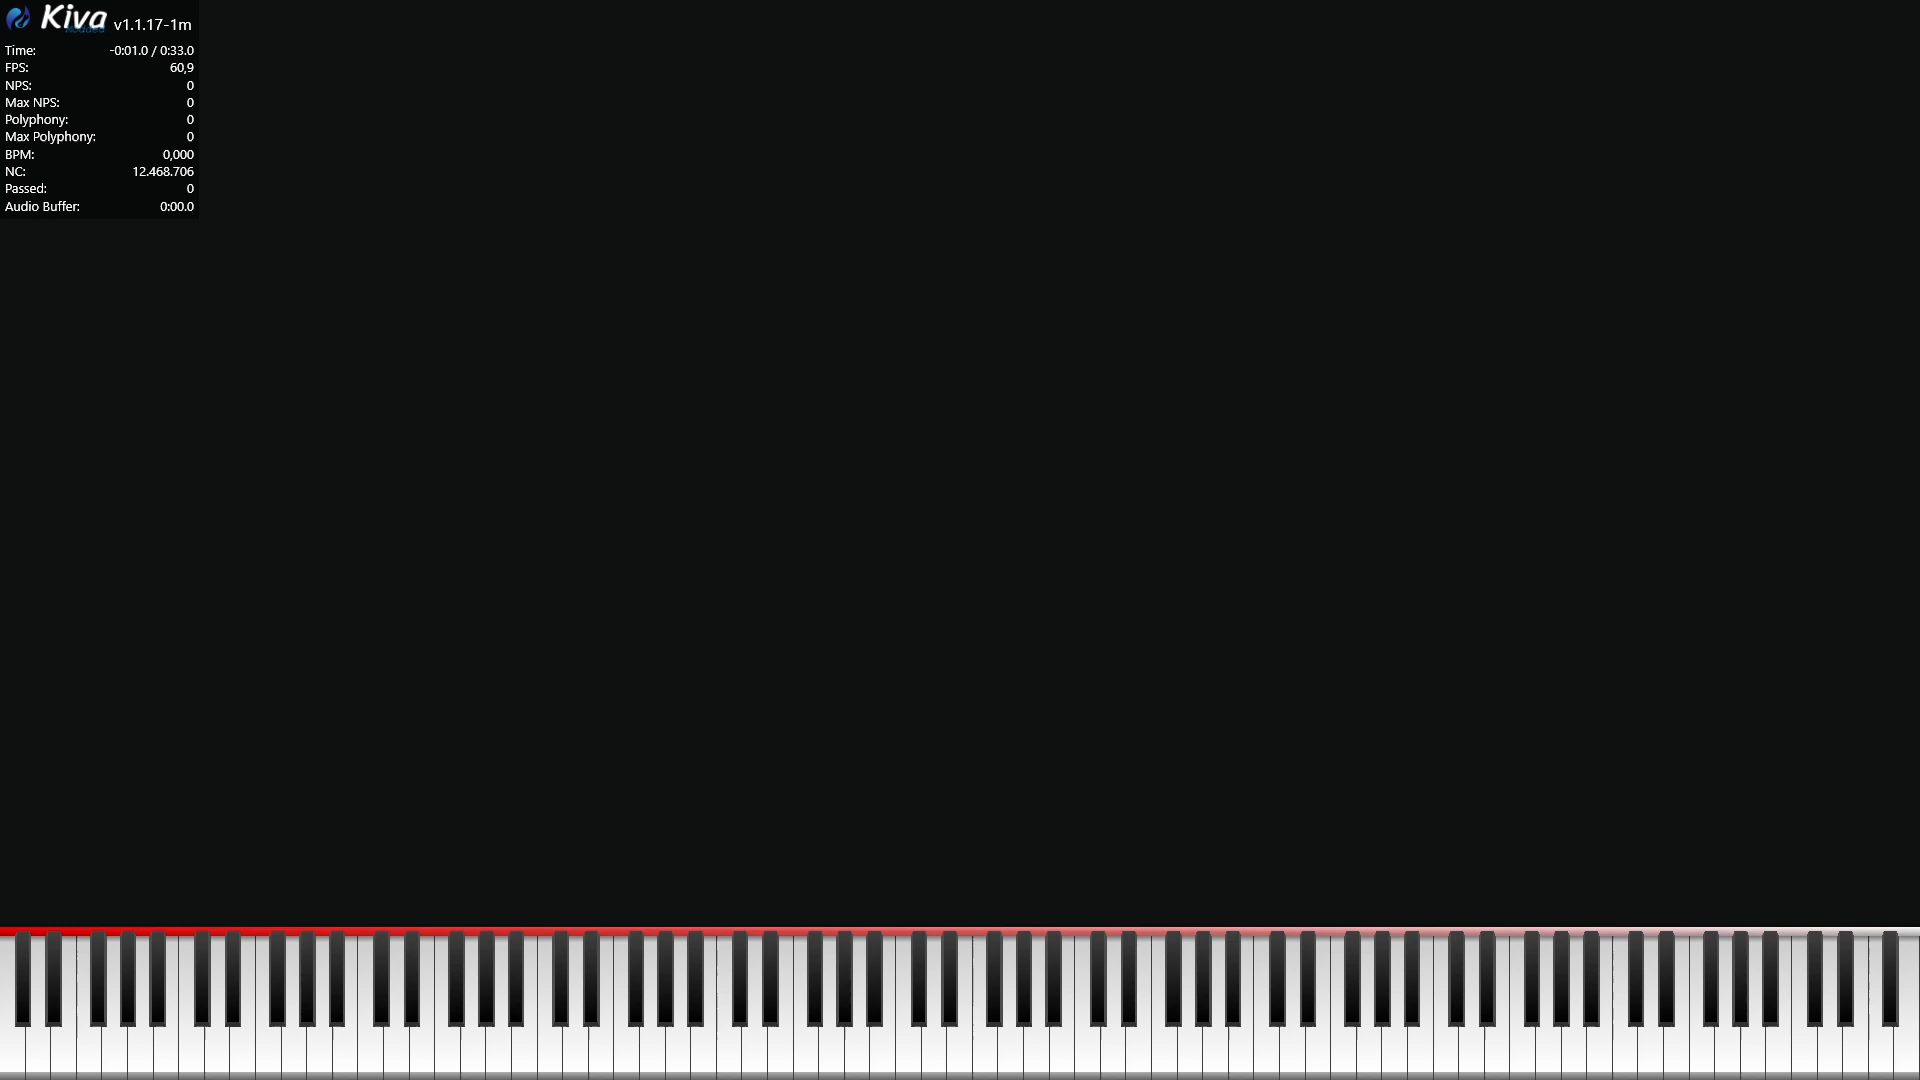 Kiva v1.1.17-1m
Modded
Time: -0:01.0 / 0:33.0
FPS: 60,9
NPS: 0
Max NPS: 0
Polyphony: 0
Max Polyphony: 0
BPM: 0,000
NC: 12.468.706
Passed: 0
Audio Buffer: 0:00.0